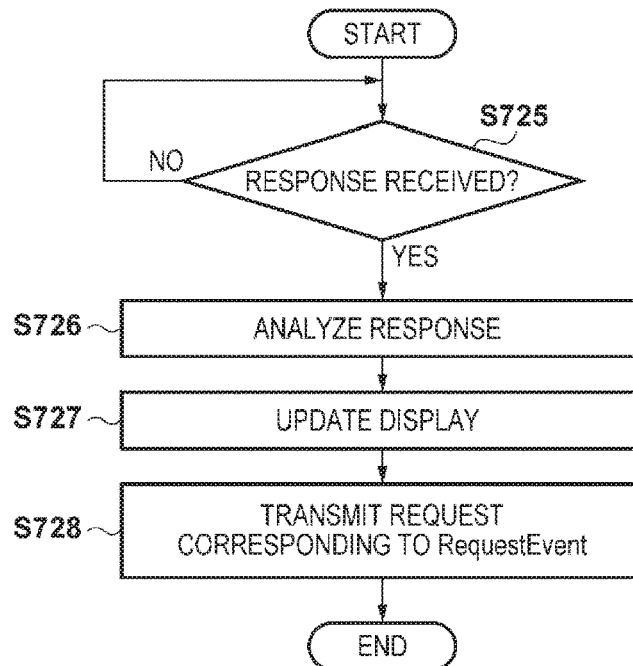 START
S725
NO
RESPONSE RECEIVED?
YES
S726
ANALYZE RESPONSE
S727
UPDATE DISPLAY
S728
TRANSMIT REQUEST
CORRESPONDING TO RequestEvent
END